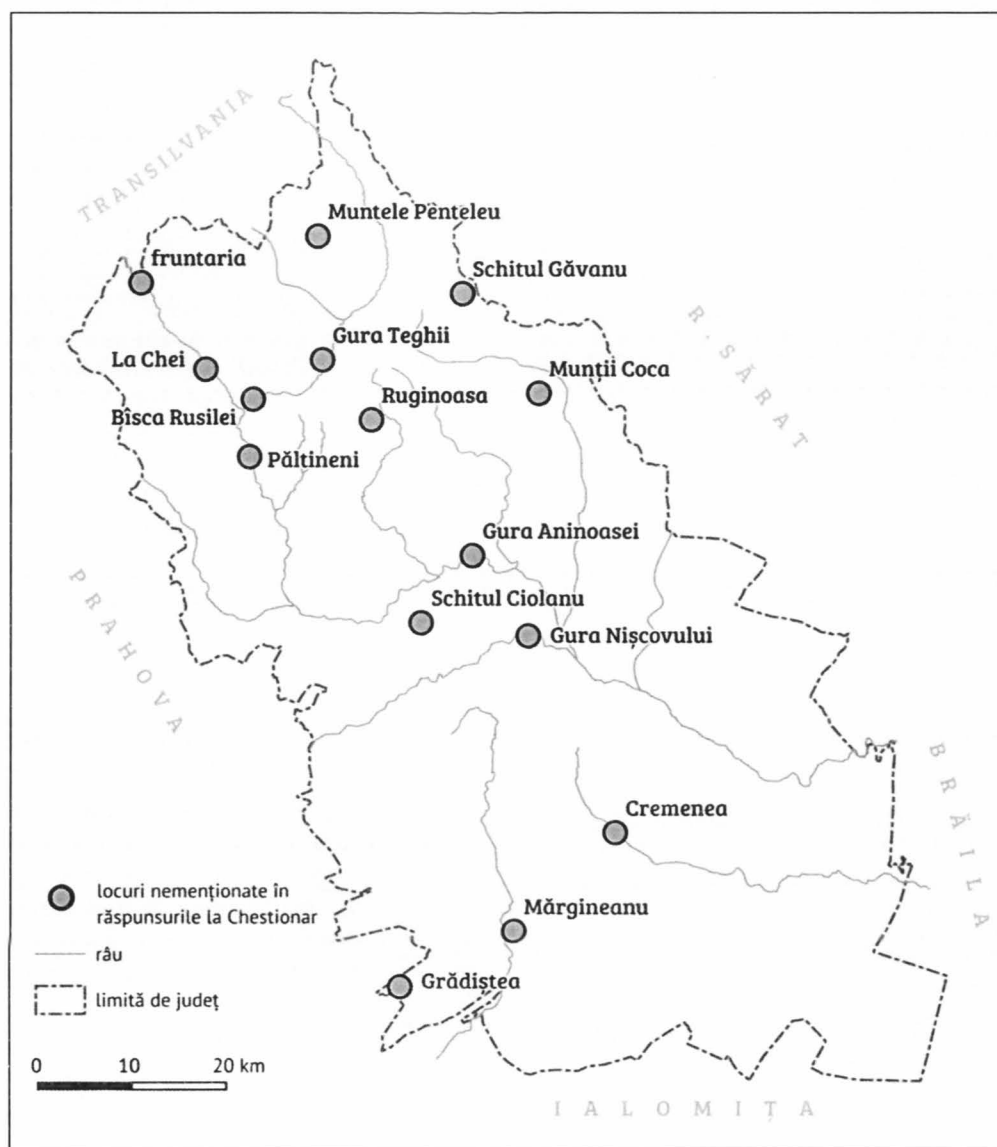 TRANSILVANIA
Muntele Penteleu
fruntaria
Schitul Găvanu
R. SĂRAT
Gura Teghii
La Chei
Munții Coca
Ruginoasa
Bîsca Rusilei
Păltineni
Gura Aninoasei
PRAHOVA
Schitul Ciolanu
Gura Nișcovului
BRĂILA
Cremenea
locuri nemenționate în
răspunsurile la Chestionar
Mărgineanu
râu
Grădiștea
limită de județ
0 10 20 km
IALOMIȚA